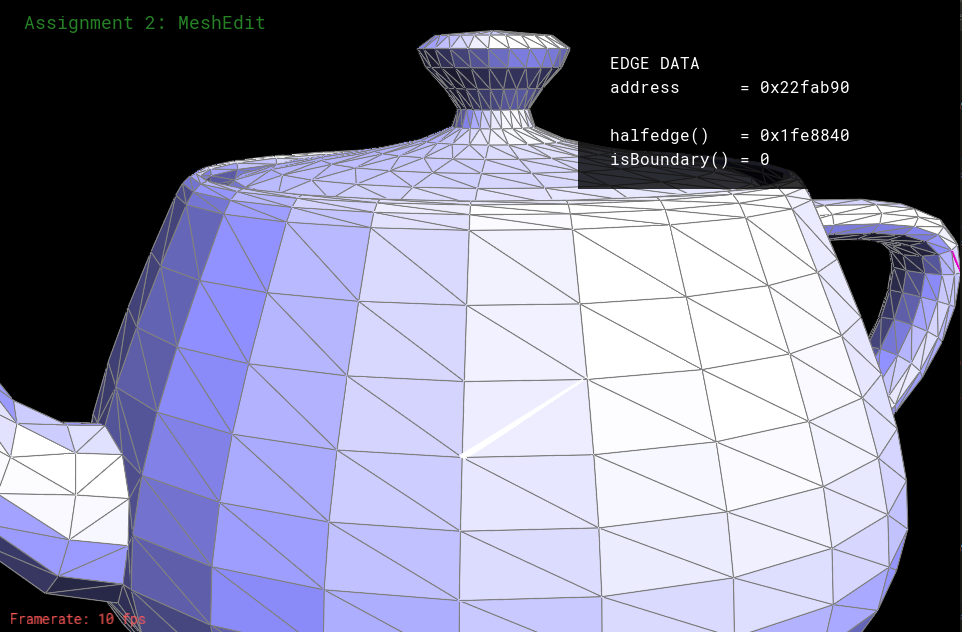 Assignment 2: MeshEdit
EDGE DATA
address = 0x22fab90
halfedge() = 0x1fe8840
isBoundary() = 0
Framerate: 10 fps